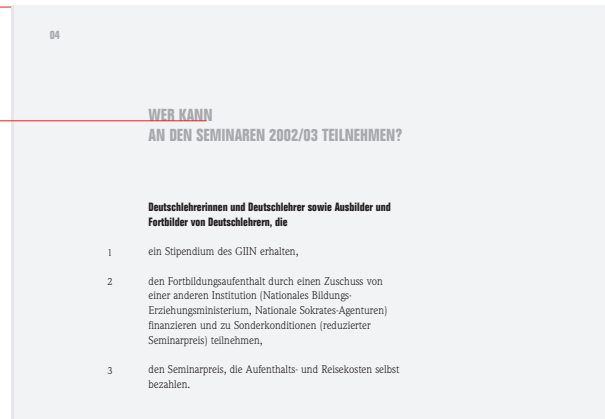 04
WER KANN
AN DEN SEMINAREN 2002/03 TEILNEHMEN?
Deutschlehrerinnen und Deutschlehrer sowie Ausbilder und
Fortbilder von Deutschlehrern, die
1 ein Stipendium des GIIN erhalten,
2 den Fortbildungsaufenthalt durch einen Zuschuss von
einer anderen Institution (Nationales Bildungs-
Erziehungsministerium, Nationale Sokrates-Agenturen)
finanzieren und zu Sonderkonditionen (reduzierter
Seminarpreis) teilnehmen,
3 den Seminarpreis, die Aufenthalts- und Reisekosten selbst
bezahlen.